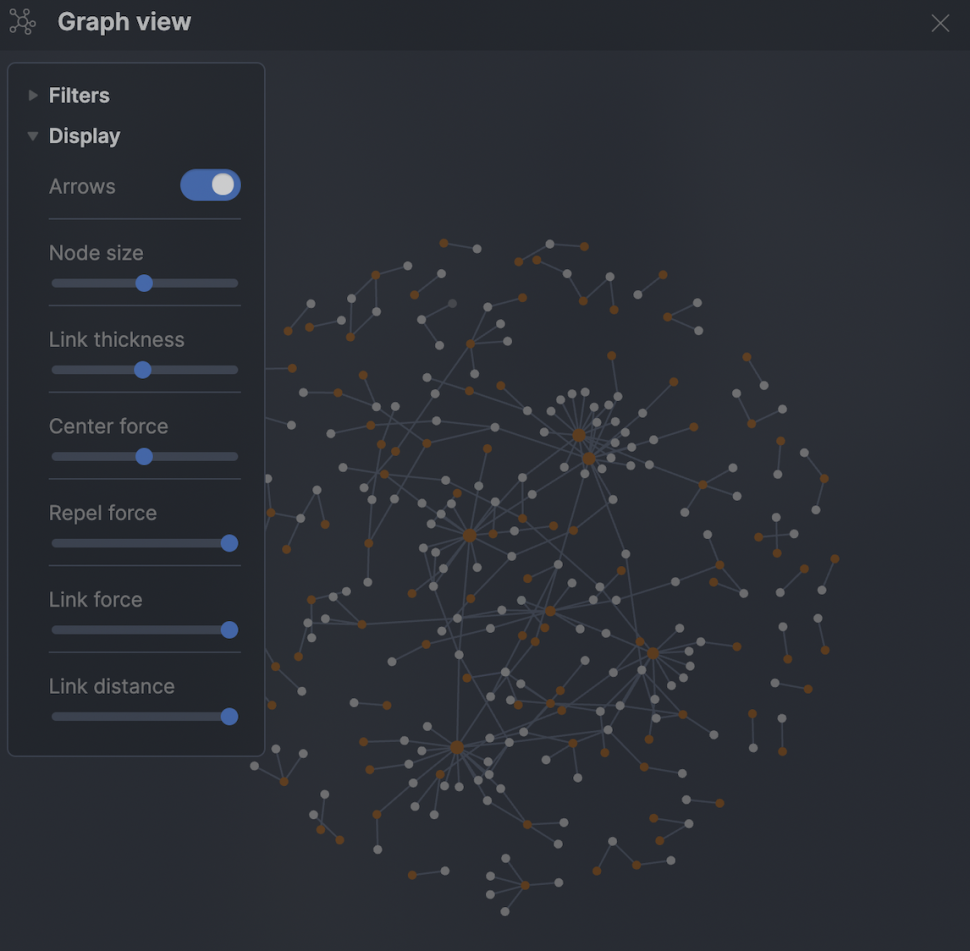 Graph view
Filters
Display
Arrows
Node size
Link thickness
Center force
Repel force
Link force
Link distance